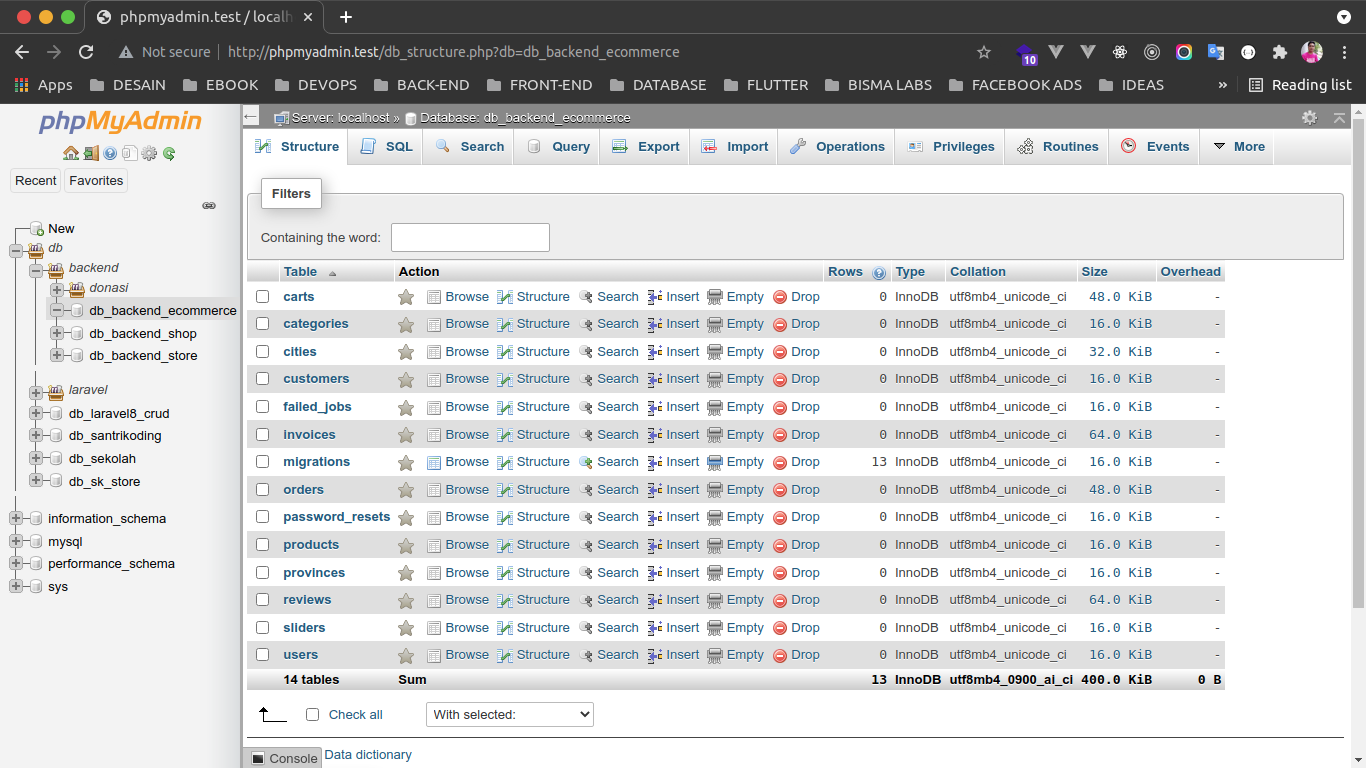 phpmyadmin.test / localh
Not secure http://phpmyadmin.test/db_structure.php?db=db_backend_ecommerce
10
Apps DESAIN EBOOK DEVOPS BACK-END FRONT-END DATABASE FLUTTER BISMA LABS FACEBOOK ADS IDEAS » Reading list
phpMyAdmin
Recent Favorites
New
db
backend
donasi
db_backend_ecommerce
db_backend_shop
db_backend_store
laravel
db_laravel8_crud
db_santrikoding
db_sekolah
db_sk_store
information_schema
mysql
performance_schema
sys
Server: localhost » Database: db_backend_ecommerce
Structure SQL Search Query Export Import Operations Privileges Routines Events More
Filters
Containing the word:
Table Action Rows Type Collation Size Overhead
carts Browse Structure Search Insert Empty Drop 0 InnoDB utf8mb4_unicode_ci 48.0 KiB -
categories Browse Structure Search Insert Empty Drop 0 InnoDB utf8mb4_unicode_ci 16.0 KiB -
cities Browse Structure Search Insert Empty Drop 0 InnoDB utf8mb4_unicode_ci 32.0 KiB -
customers Browse Structure Search Insert Empty Drop 0 InnoDB utf8mb4_unicode_ci 16.0 KiB -
failed_jobs Browse Structure Search Insert Empty Drop 0 InnoDB utf8mb4_unicode_ci 16.0 KiB -
invoices Browse Structure Search Insert Empty Drop 0 InnoDB utf8mb4_unicode_ci 64.0 KiB -
migrations Browse Structure Search Insert Empty Drop 13 InnoDB utf8mb4_unicode_ci 16.0 KiB -
orders Browse Structure Search Insert Empty Drop 0 InnoDB utf8mb4_unicode_ci 48.0 KiB -
password_resets Browse Structure Search Insert Empty Drop 0 InnoDB utf8mb4_unicode_ci 16.0 KiB -
products Browse Structure Search Insert Empty Drop 0 InnoDB utf8mb4_unicode_ci 16.0 KiB -
provinces Browse Structure Search Insert Empty Drop 0 InnoDB utf8mb4_unicode_ci 16.0 KiB -
reviews Browse Structure Search Insert Empty Drop 0 InnoDB utf8mb4_unicode_ci 64.0 KiB -
sliders Browse Structure Search Insert Empty Drop 0 InnoDB utf8mb4_unicode_ci 16.0 KiB -
users Browse Structure Search Insert Empty Drop 0 InnoDB utf8mb4_unicode_ci 16.0 KiB -
14 tables Sum 13 InnoDB utf8mb4_0900_ai_ci 400.0 KiB 0 B
Check all With selected:
Console Data dictionary